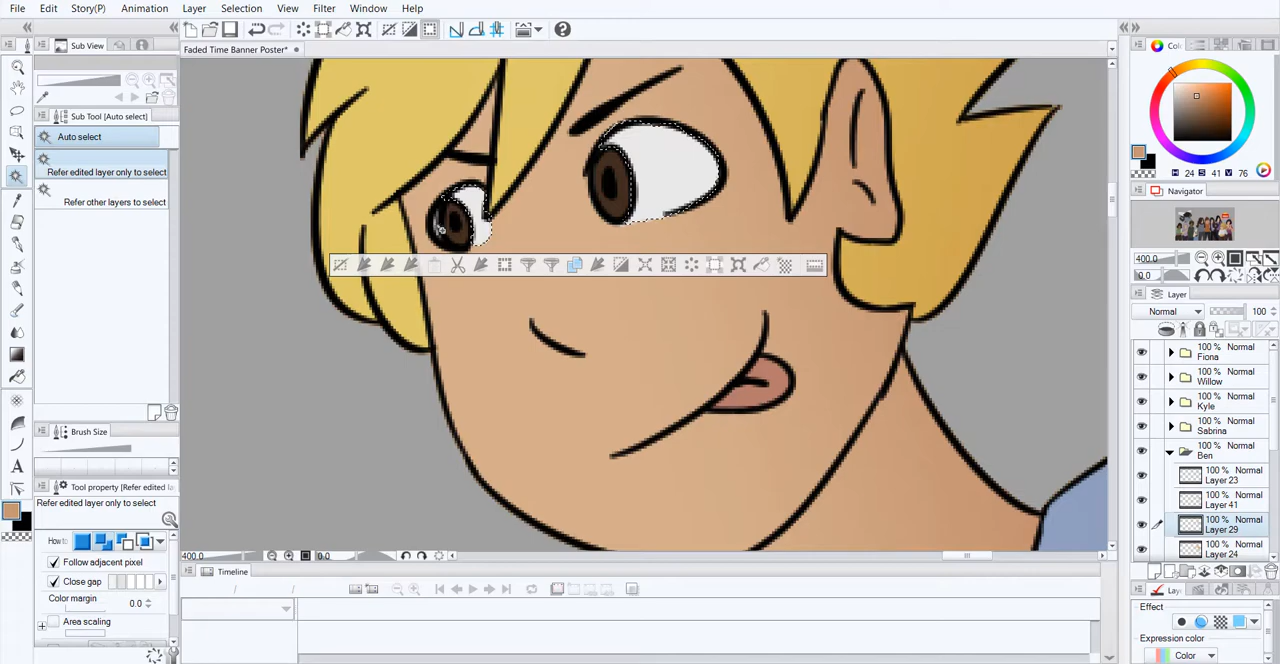 File Edit Story(P) Animation Layer Selection View Filter Window Help
Sub View
Faded Time Banner Poster*
Sub Tool [Auto select]
Auto select
Refer edited layer only to select
Refer other layers to select
Brush Size
Tool property [Refer edited la
Refer edited layer only to select
How to
Follow adjacent pixel
Close gap
Color margin 0.0
Area scaling
400.0 0.0
Timeline
Col
H 24 S 41 V 76
Navigator
400.0
0.0
Layer
Normal 100
100 % Normal
Fiona
100 % Normal
Willow
100 % Normal
Kyle
100 % Normal
Sabrina
100 % Normal
Ben
100 % Normal
Layer 23
100 % Normal
Layer 41
100 % Normal
Layer 29
100 % Normal
Layer 24
Lay
Effect
Expression color
Color